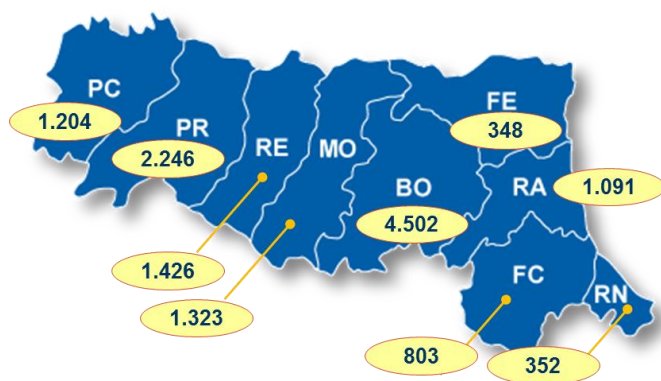 PC
1.204
PR
2.246
RE
1.426
MO
1.323
BO
4.502
FE
348
RA
1.091
FC
803
RN
352